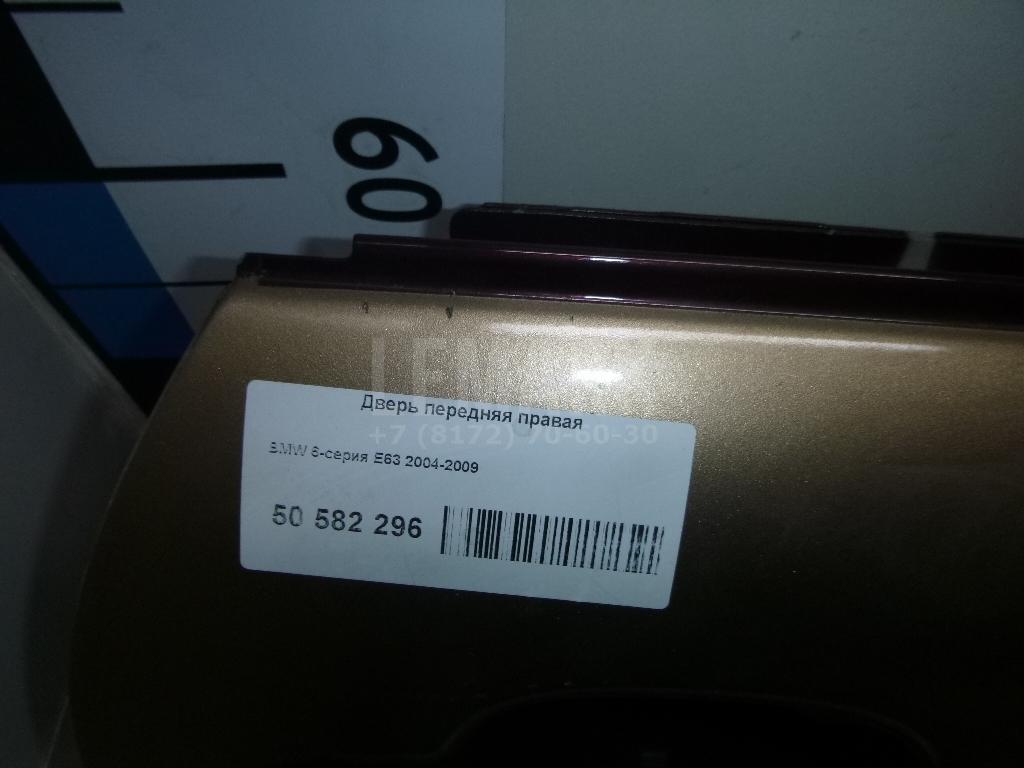 60
Дверь передняя правая
+7 (8172) 70-60-30
BMW 6-серия E63 2004-2009
50 582 296